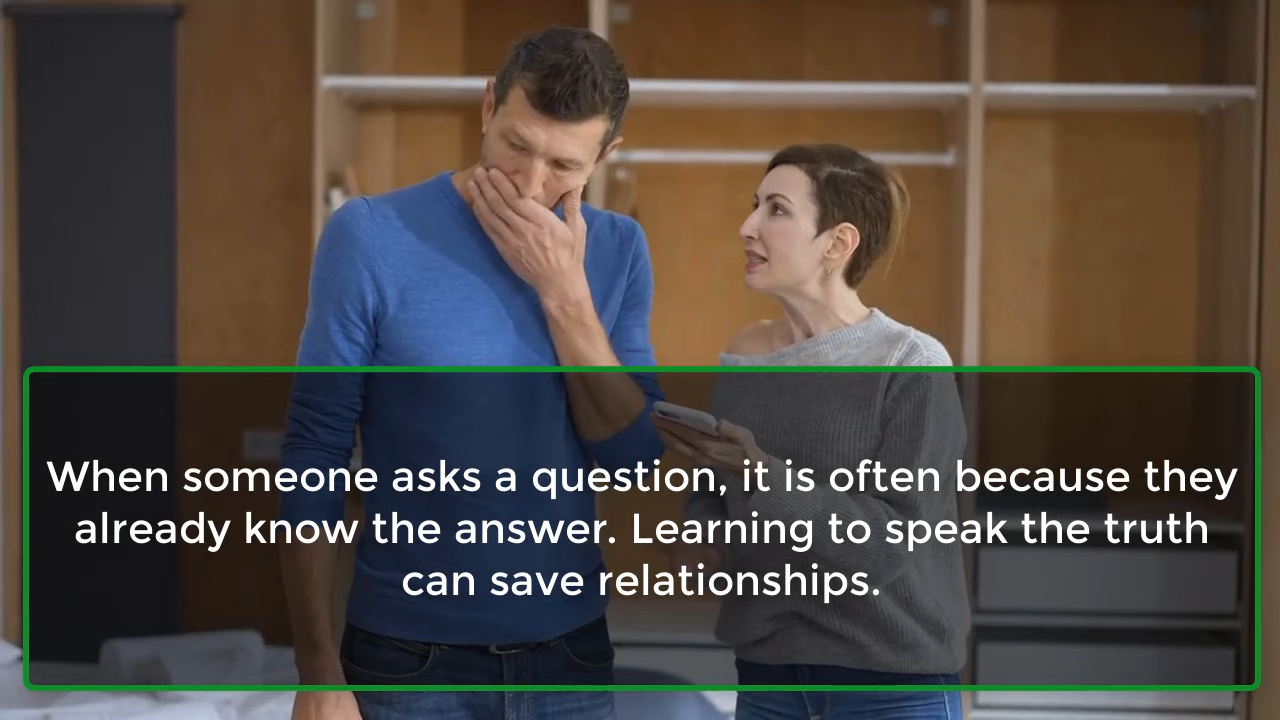 When someone asks a question, it is often because they
already know the answer. Learning to speak the truth
can save relationships.